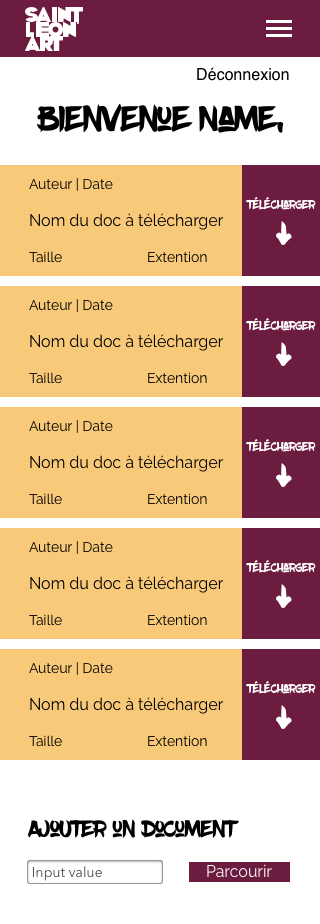 SAINT
LEON
ART
Déconnexion
BIENVENUE NAME,
Auteur | Date
TÉLÉCHARGER
Nom du doc à télécharger
Taille Extention
Auteur | Date
TÉLÉCHARGER
Nom du doc à télécharger
Taille Extention
Auteur | Date
TÉLÉCHARGER
Nom du doc à télécharger
Taille Extention
Auteur | Date
TÉLÉCHARGER
Nom du doc à télécharger
Taille Extention
Auteur | Date
TÉLÉCHARGER
Nom du doc à télécharger
Taille Extention
AJOUTER UN DOCUMENT
Input value Parcourir